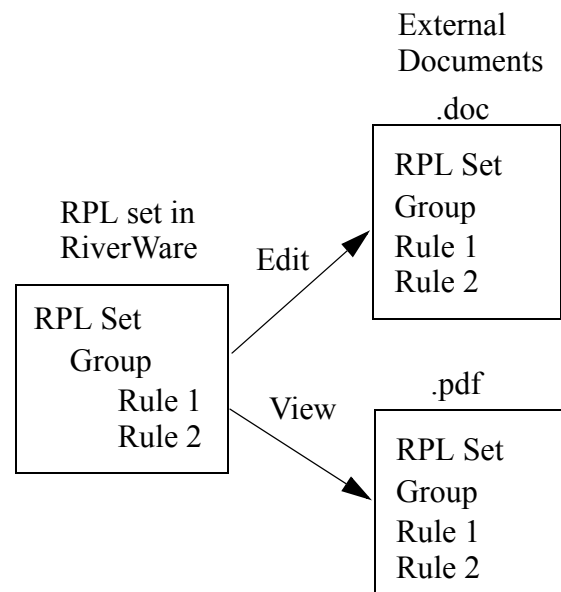 External
Documents
.doc
RPL Set
Group
Rule 1
Rule 2
RPL set in
RiverWare
Edit
RPL Set
Group
Rule 1
Rule 2
View
.pdf
RPL Set
Group
Rule 1
Rule 2